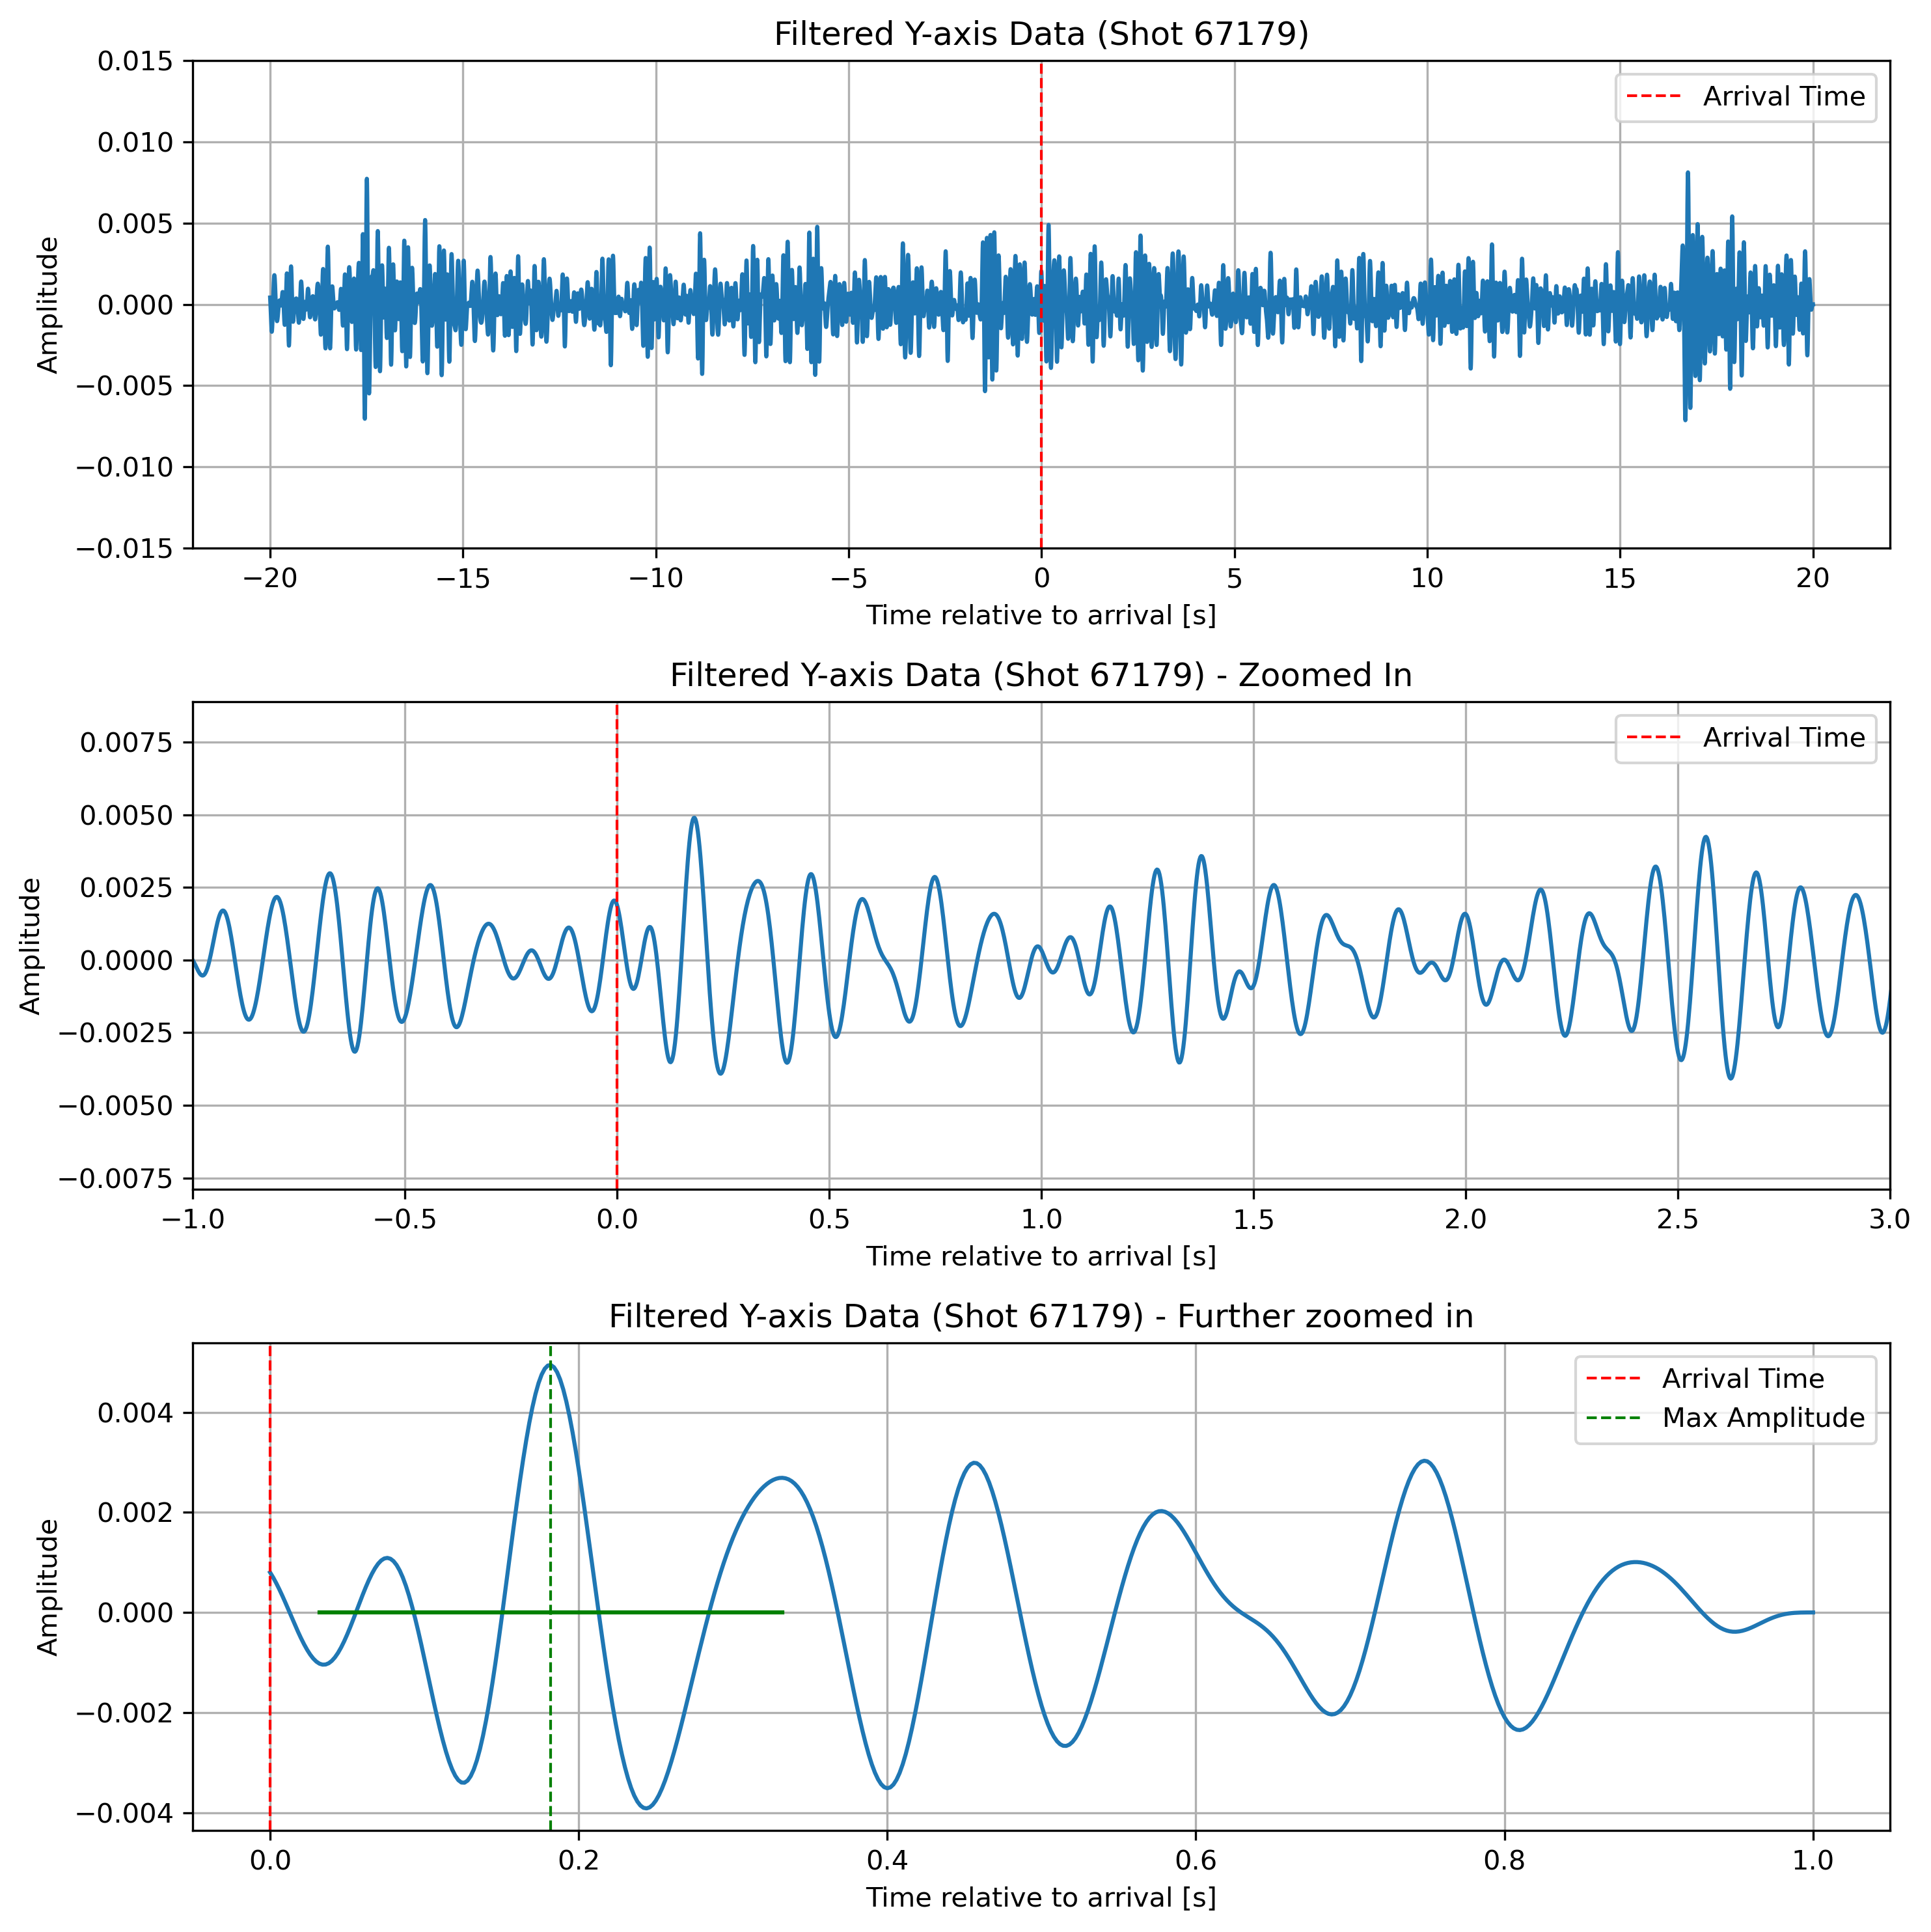 Filtered Y-axis Data (Shot 67179)
0.015
0.010
0.005
0.000
−0.005
−0.010
−0.015
Amplitude
Arrival Time
−20 −15 −10 −5 0 5 10 15 20
Time relative to arrival [s]
Filtered Y-axis Data (Shot 67179) - Zoomed In
0.0075
0.0050
0.0025
0.0000
−0.0025
−0.0050
−0.0075
Amplitude
Arrival Time
−1.0 −0.5 0.0 0.5 1.0 1.5 2.0 2.5 3.0
Time relative to arrival [s]
Filtered Y-axis Data (Shot 67179) - Further zoomed in
0.004
0.002
0.000
−0.002
−0.004
Amplitude
Arrival Time
Max Amplitude
0.0 0.2 0.4 0.6 0.8 1.0
Time relative to arrival [s]